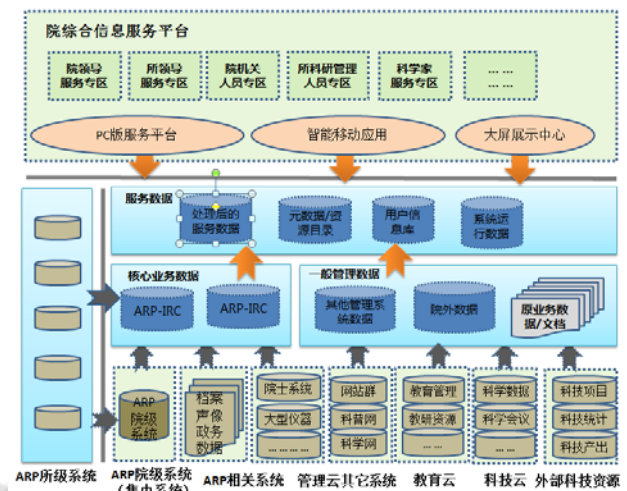 院综合信息服务平台
院领导
服务专区
所领导
服务专区
院机关
人员专区
所科研管理
人员专区
科学家
服务专区
... ...
PC版服务平台
智能移动应用
大屏展示中心
服务数据
处理后的
服务数据
元数据/资
源目录
用户信
息库
系统运
行数据
核心业务数据
ARP-IRC
ARP-IRC
一般管理数据
其他管理系
统数据
院外数据
原业务数
据/文档
ARP
院级
系统
档案
声像
政务
数据
院士系统
大型仪器
... ... ...
网站群
科普网
科学网
教育管理
教研资源
... ...
科学数据
科学会议
... ...
科技项目
科技统计
科技产出
ARP所级系统
ARP院级系统
（集中系统）
ARP相关系统
管理云其它系统
教育云
科技云
外部科技资源